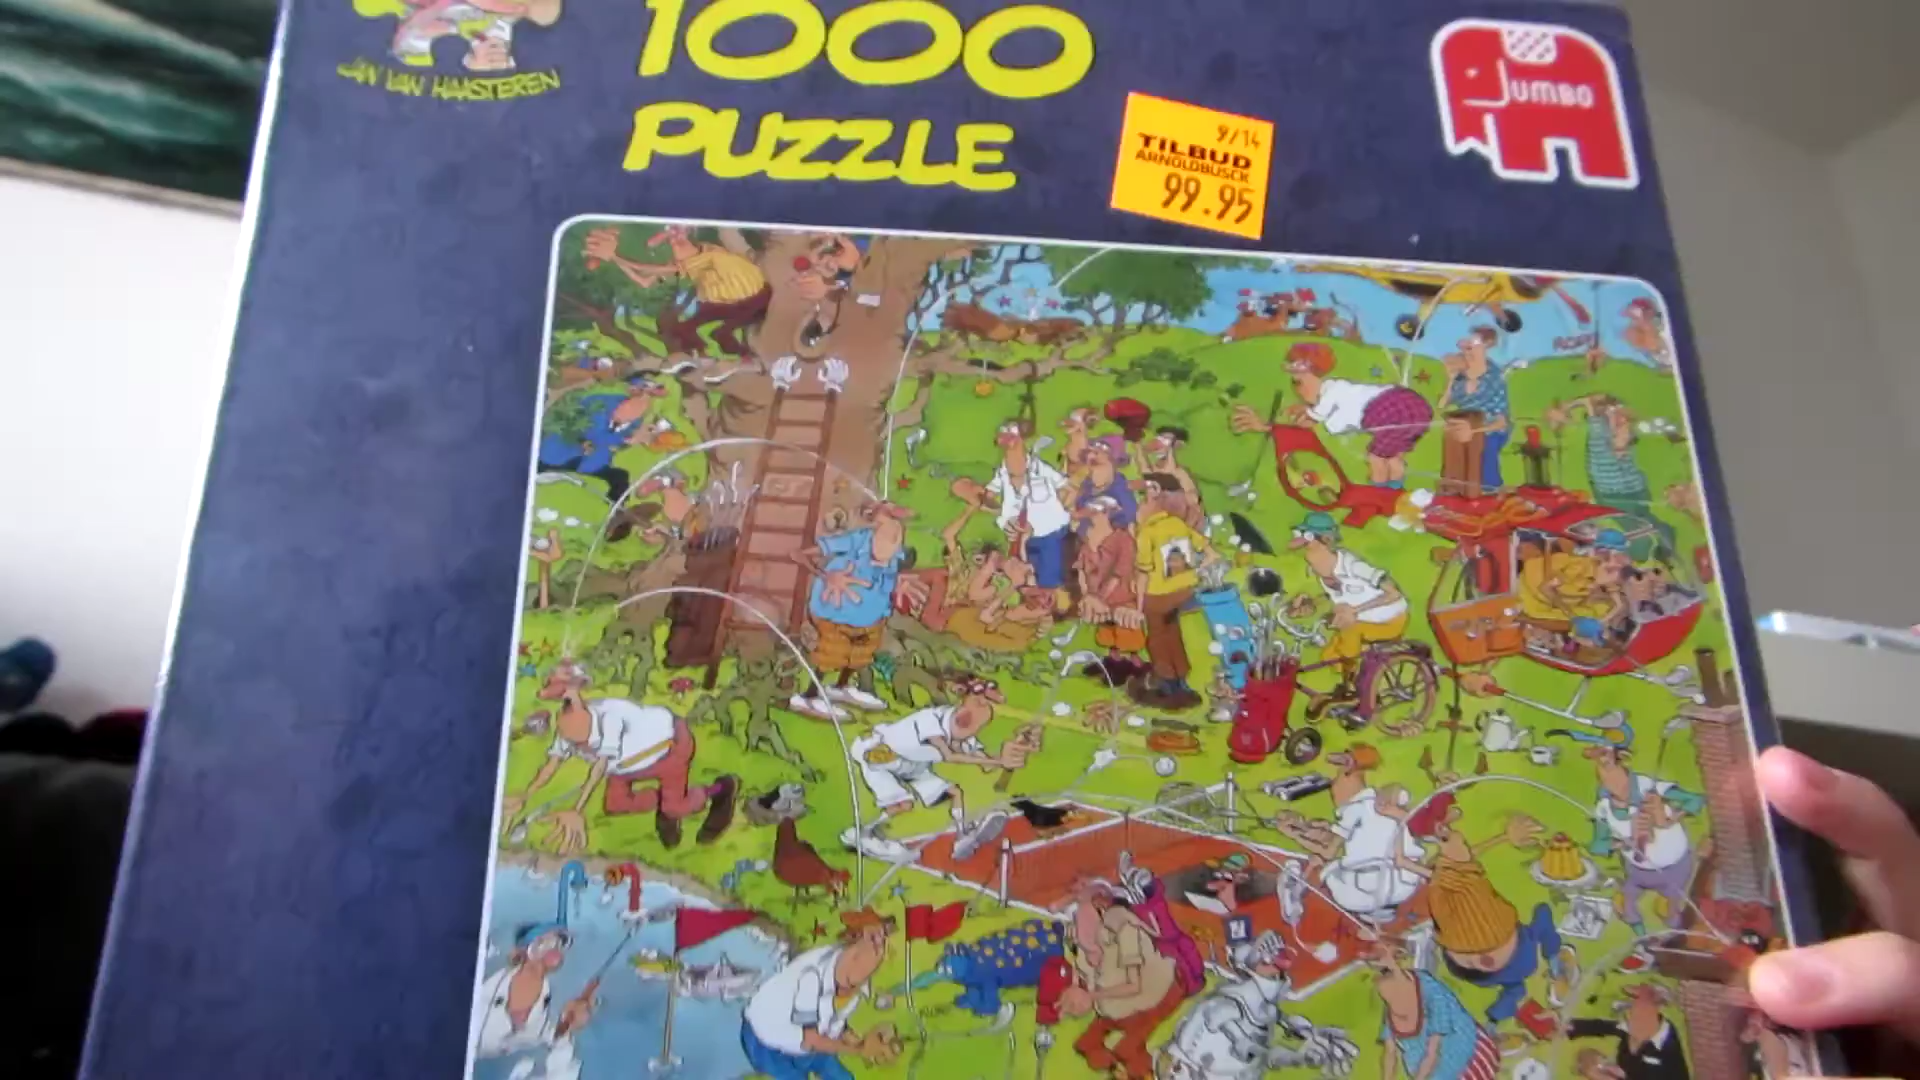 JAN VAN HAASTEREN
1000
PUZZLE
9/14
TILBUD
ARNOLDBUSCK
99.95
JUMBO